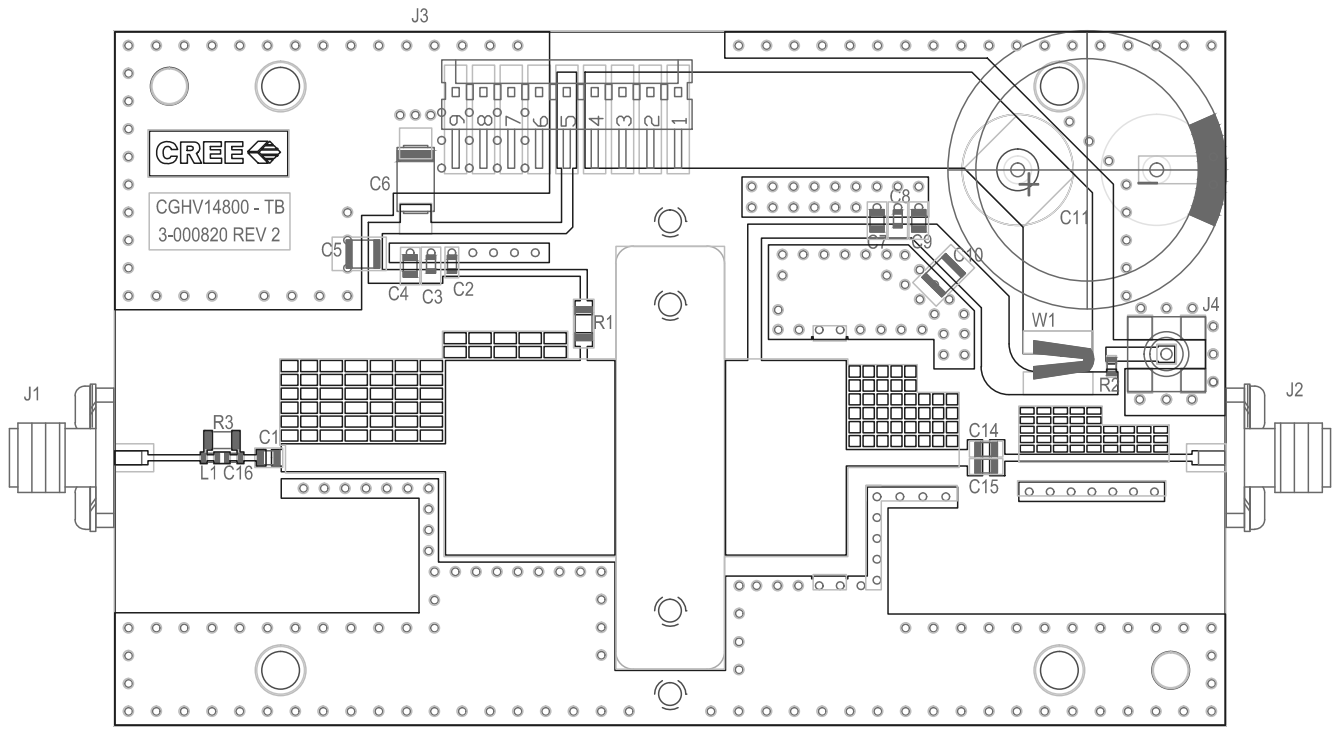 J3
9 8 7 6 5 4 3 2 1
CREE
CGHV14800 - TB
3-000820 REV 2
C6
C5
C4
C3
C2
R1
C8
C7
C9
C10
+
−
C11
W1
J4
R2
J1
R3
C1
L1
C16
C14
C15
J2